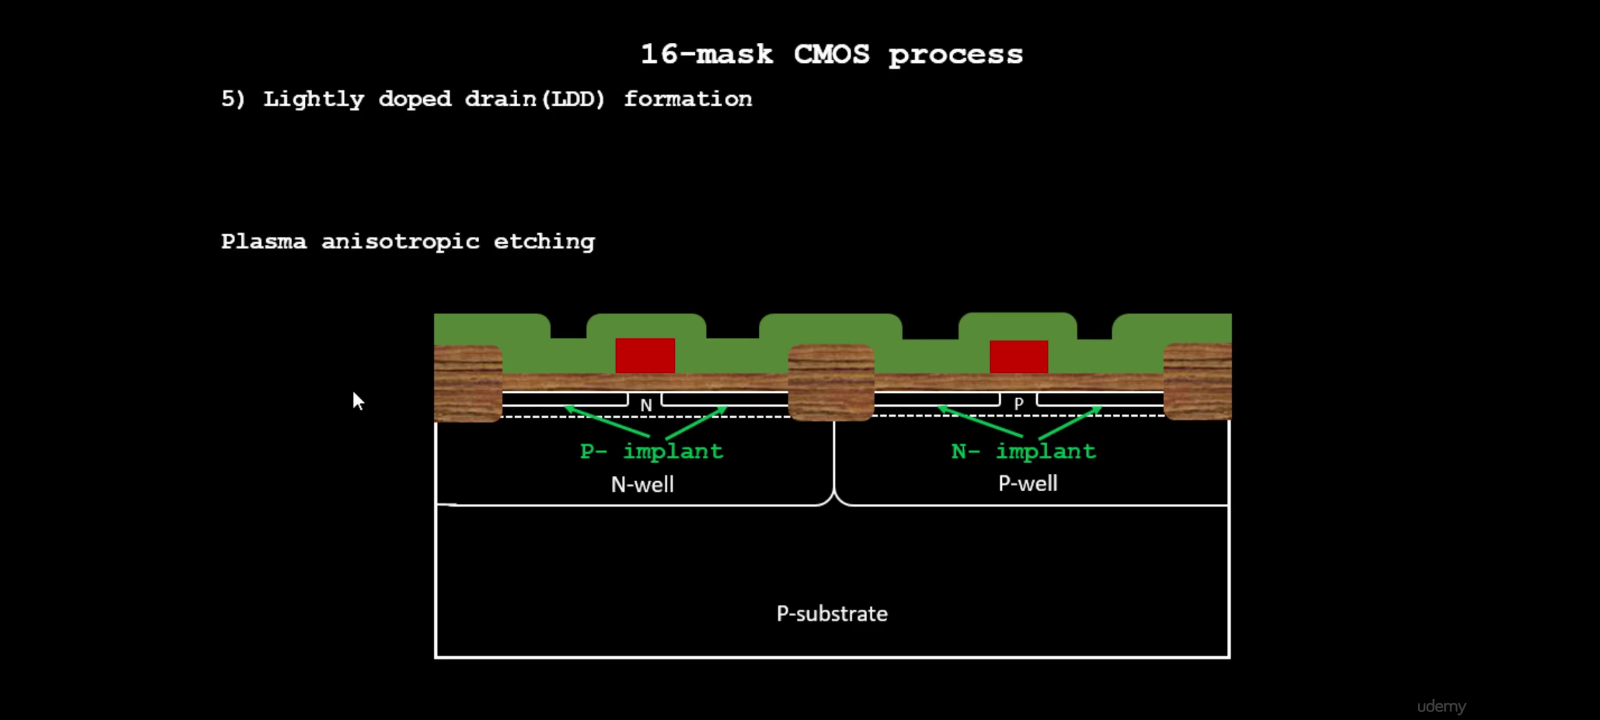 16-mask CMOS process
5) Lightly doped drain(LDD) formation
Plasma anisotropic etching
N P
P- implant N- implant
N-well P-well
P-substrate
udemy